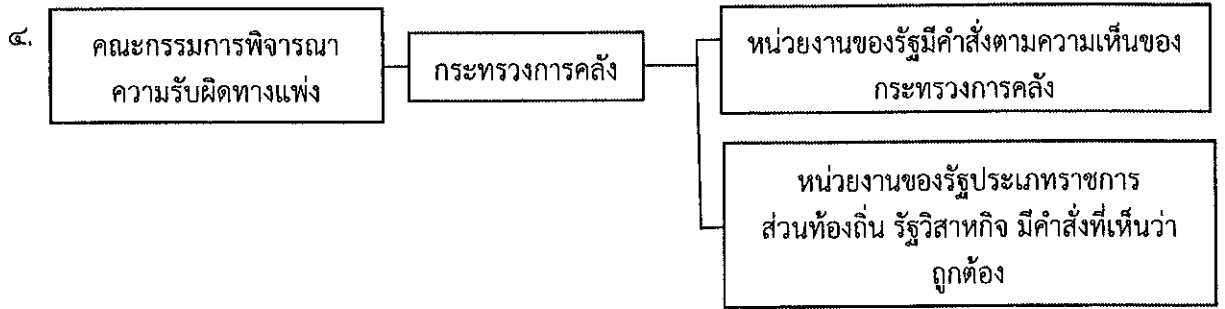 ๔.
คณะกรรมการพิจารณา
ความรับผิดทางแพ่ง
กระทรวงการคลัง
หน่วยงานของรัฐมีคำสั่งตามความเห็นของ
กระทรวงการคลัง
หน่วยงานของรัฐประเภทราชการ
ส่วนท้องถิ่น รัฐวิสาหกิจ มีคำสั่งที่เห็นว่า
ถูกต้อง